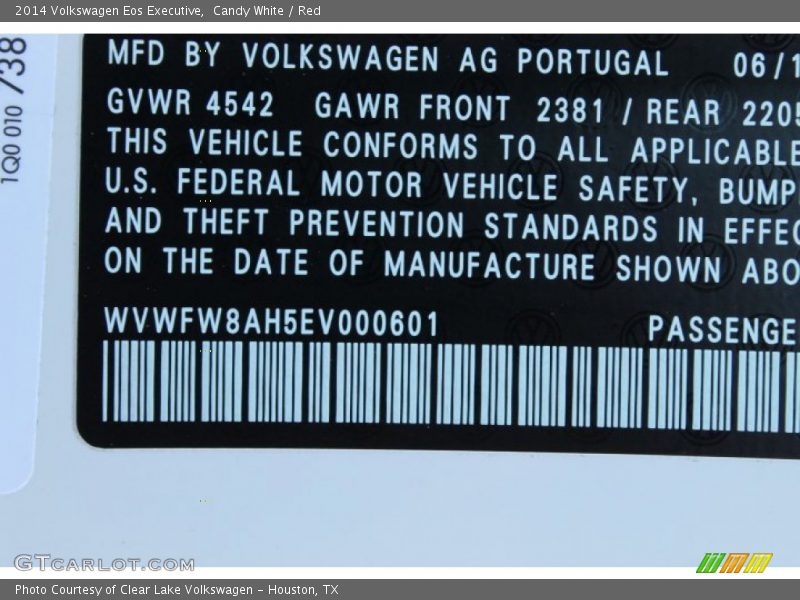 2014 Volkswagen Eos Executive, Candy White / Red
1Q0 010 738
MFD BY VOLKSWAGEN AG PORTUGAL 06/1
GVWR 4542 GAWR FRONT 2381 / REAR 2205
THIS VEHICLE CONFORMS TO ALL APPLICABLE
U.S. FEDERAL MOTOR VEHICLE SAFETY, BUMP
AND THEFT PREVENTION STANDARDS IN EFFEC
ON THE DATE OF MANUFACTURE SHOWN ABO
WVWFW8AH5EV000601 PASSENGE
GTCARLOT.COM
Photo Courtesy of Clear Lake Volkswagen - Houston, TX